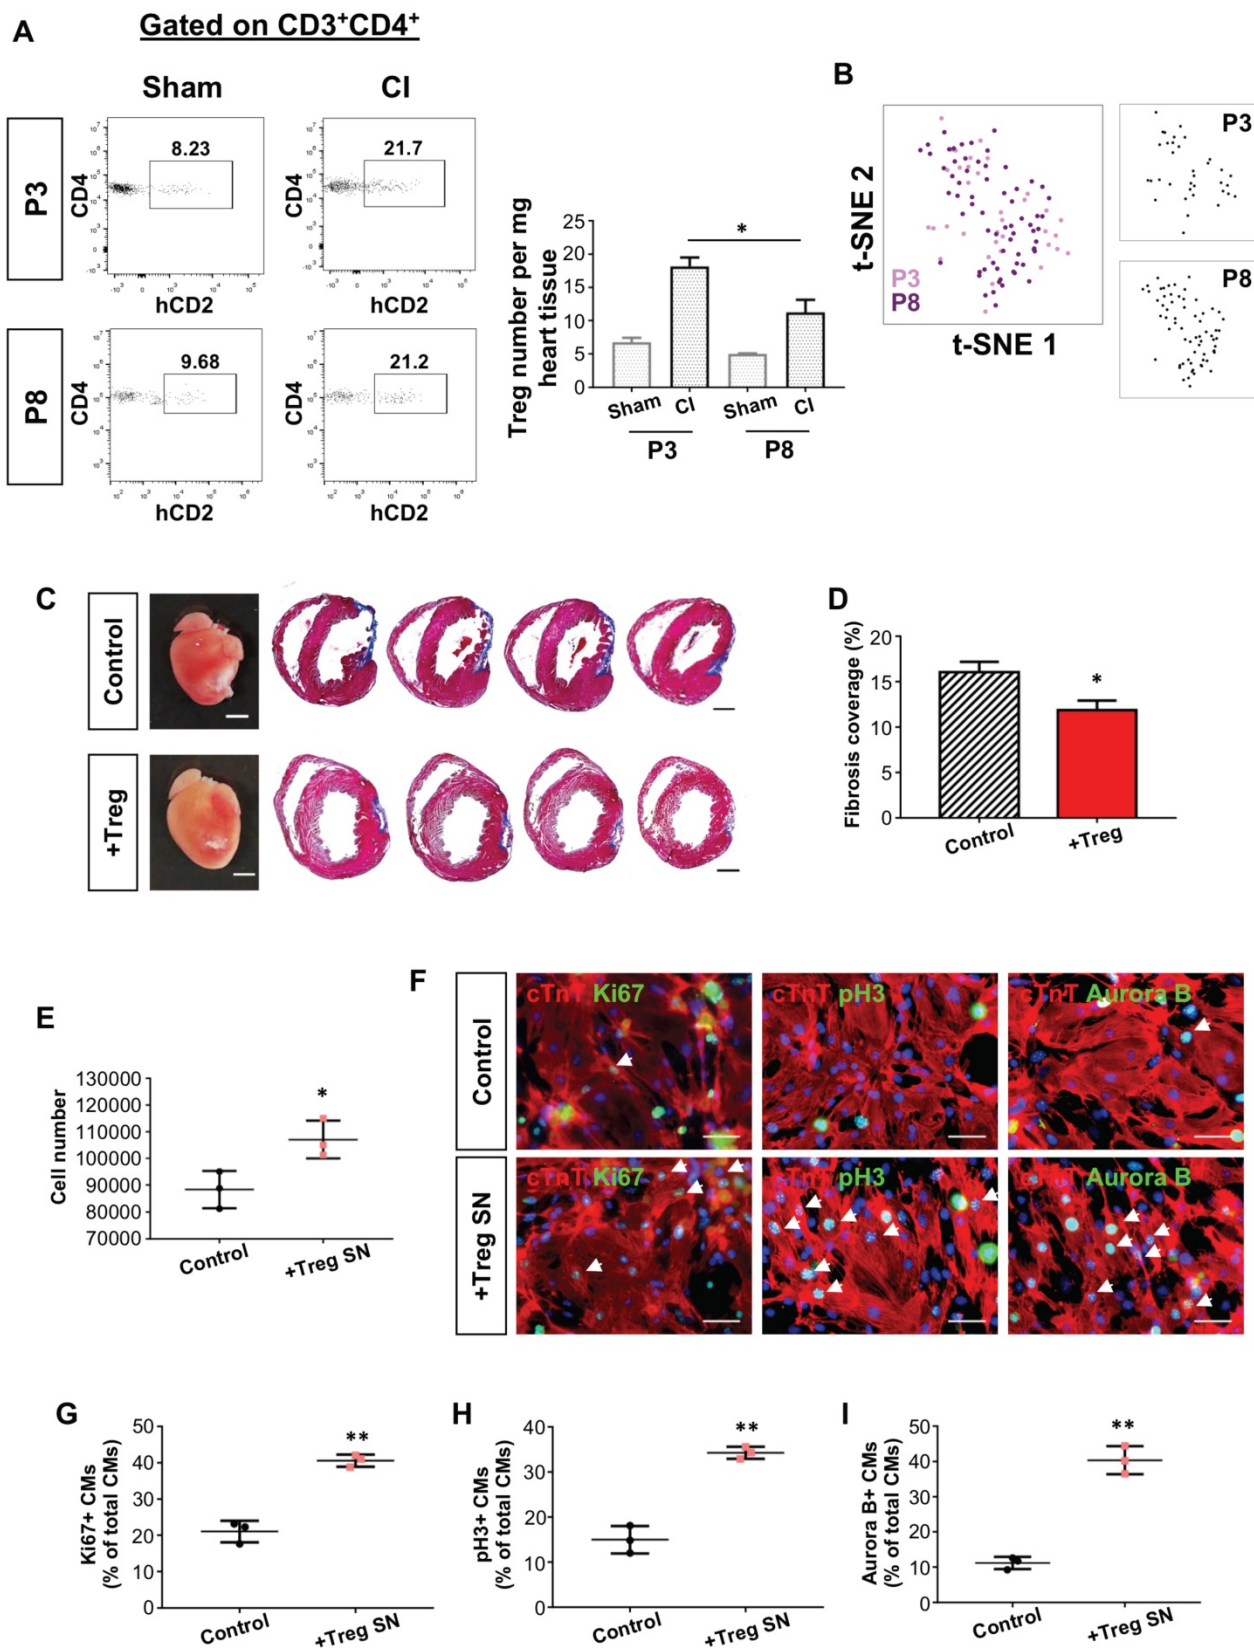 A
Gated on CD3⁺CD4⁺
Sham
CI
P3
CD4
8.23
hCD2
CD4
21.7
hCD2
P8
CD4
9.68
hCD2
CD4
21.2
hCD2
Treg number per mg
heart tissue
25
20
15
10
5
0
Sham
CI
Sham
CI
P3
P8
*
B
t-SNE 2
P3
P8
t-SNE 1
P3
P8
C
Control
+Treg
D
Fibrosis coverage (%)
20
15
10
5
0
*
Control
+Treg
E
Cell number
130000
120000
110000
100000
90000
80000
70000
*
Control
+Treg SN
F
Control
cTnT Ki67
cTnT pH3
cTnT Aurora B
+Treg SN
cTnT Ki67
cTnT pH3
cTnT Aurora B
G
Ki67+ CMs
(% of total CMs)
50
40
30
20
10
0
**
Control
+Treg SN
H
pH3+ CMs
(% of total CMs)
40
30
20
10
0
**
Control
+Treg SN
I
Aurora B+ CMs
(% of total CMs)
50
40
30
20
10
0
**
Control
+Treg SN